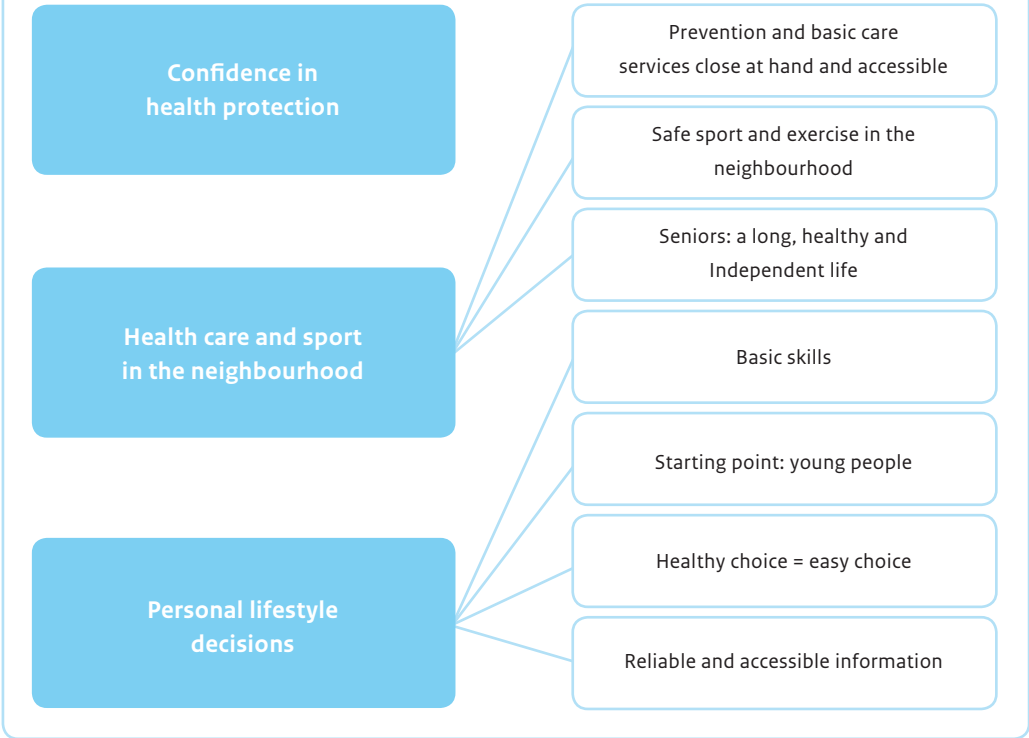 Confidence in
health protection
Health care and sport
in the neighbourhood
Personal lifestyle
decisions
Prevention and basic care
services close at hand and accessible
Safe sport and exercise in the
neighbourhood
Seniors: a long, healthy and
Independent life
Basic skills
Starting point: young people
Healthy choice = easy choice
Reliable and accessible information